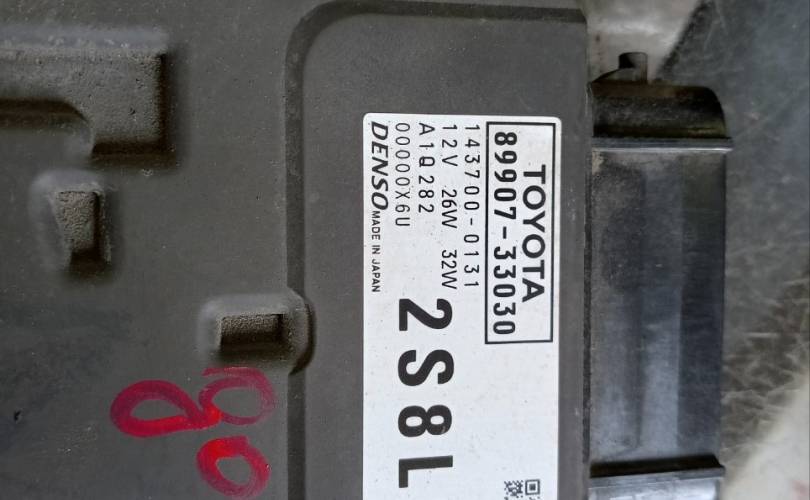 TOYOTA
89907-33030
143700-0131
12V 26W 32W
A1Q282
00000X6U
DENSO MADE IN JAPAN
2S8L